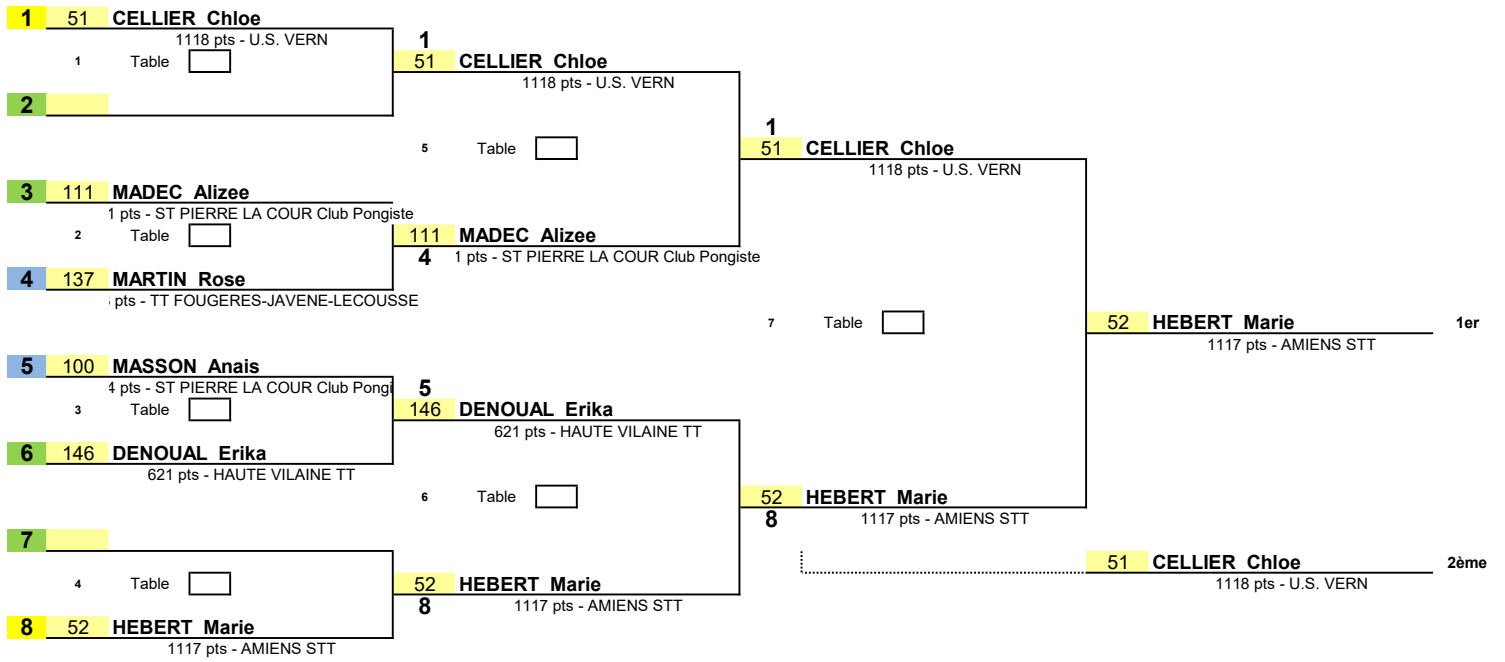 1 51 CELLIER Chloe
1118 pts - U.S. VERN
1 Table
2
3 111 MADEC Alizee
1 pts - ST PIERRE LA COUR Club Pongiste
2 Table
4 137 MARTIN Rose
pts - TT FOUGERES-JAVENE-LECOUSSE
5 100 MASSON Anais
4 pts - ST PIERRE LA COUR Club Pongi
3 Table
6 146 DENOUAL Erika
621 pts - HAUTE VILAINE TT
7
4 Table
8 52 HEBERT Marie
1117 pts - AMIENS STT
1
51 CELLIER Chloe
1118 pts - U.S. VERN
5 Table
111 MADEC Alizee
4 1 pts - ST PIERRE LA COUR Club Pongiste
5
146 DENOUAL Erika
621 pts - HAUTE VILAINE TT
6 Table
52 HEBERT Marie
8 1117 pts - AMIENS STT
1
51 CELLIER Chloe
1118 pts - U.S. VERN
7 Table
52 HEBERT Marie
8 1117 pts - AMIENS STT
52 HEBERT Marie 1er
1117 pts - AMIENS STT
51 CELLIER Chloe 2ème
1118 pts - U.S. VERN